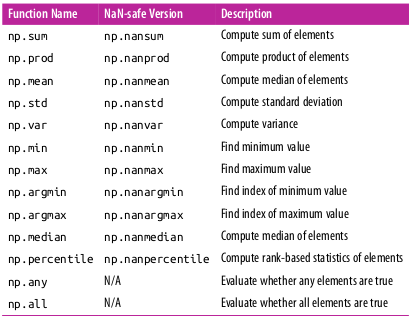 Function Name NaN-safe Version Description
np.sum np.nansum Compute sum of elements
np.prod np.nanprod Compute product of elements
np.mean np.nanmean Compute median of elements
np.std np.nanstd Compute standard deviation
np.var np.nanvar Compute variance
np.min np.nanmin Find minimum value
np.max np.nanmax Find maximum value
np.argmin np.nanargmin Find index of minimum value
np.argmax np.nanargmax Find index of maximum value
np.median np.nanmedian Compute median of elements
np.percentile np.nanpercentile Compute rank-based statistics of elements
np.any N/A Evaluate whether any elements are true
np.all N/A Evaluate whether all elements are true